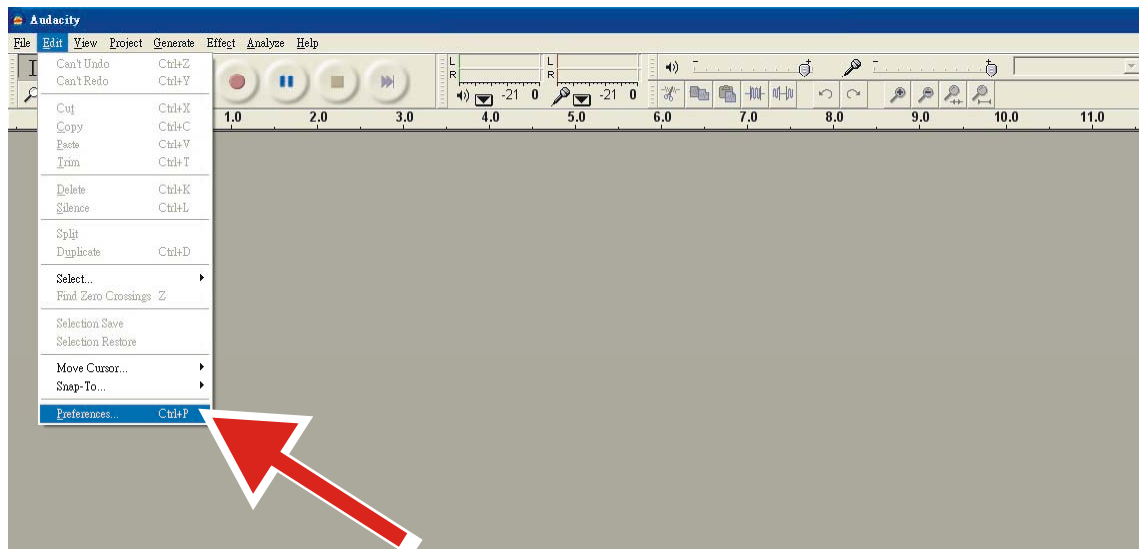 Audacity
File Edit View Project Generate Effect Analyze Help
Can't Undo Ctrl+Z
Can't Redo Ctrl+Y
Cut Ctrl+X
Copy Ctrl+C
Paste Ctrl+V
Trim Ctrl+T
Delete Ctrl+K
Silence Ctrl+L
Split
Duplicate Ctrl+D
Select...
Find Zero Crossings Z
Selection Save
Selection Restore
Move Cursor...
Snap-To...
Preferences... Ctrl+P
L L
R R
-21 0 -21 0
1.0 2.0 3.0 4.0 5.0 6.0 7.0 8.0 9.0 10.0 11.0